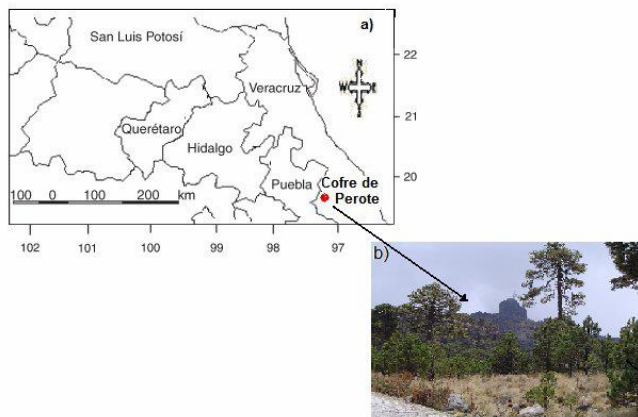 a)
San Luis Potosí
22
N
W E
S
Veracruz
21
Querétaro
Hidalgo
20
Puebla
Cofre de
Perote
100 0 100 200 km
102 101 100 99 98 97
b)